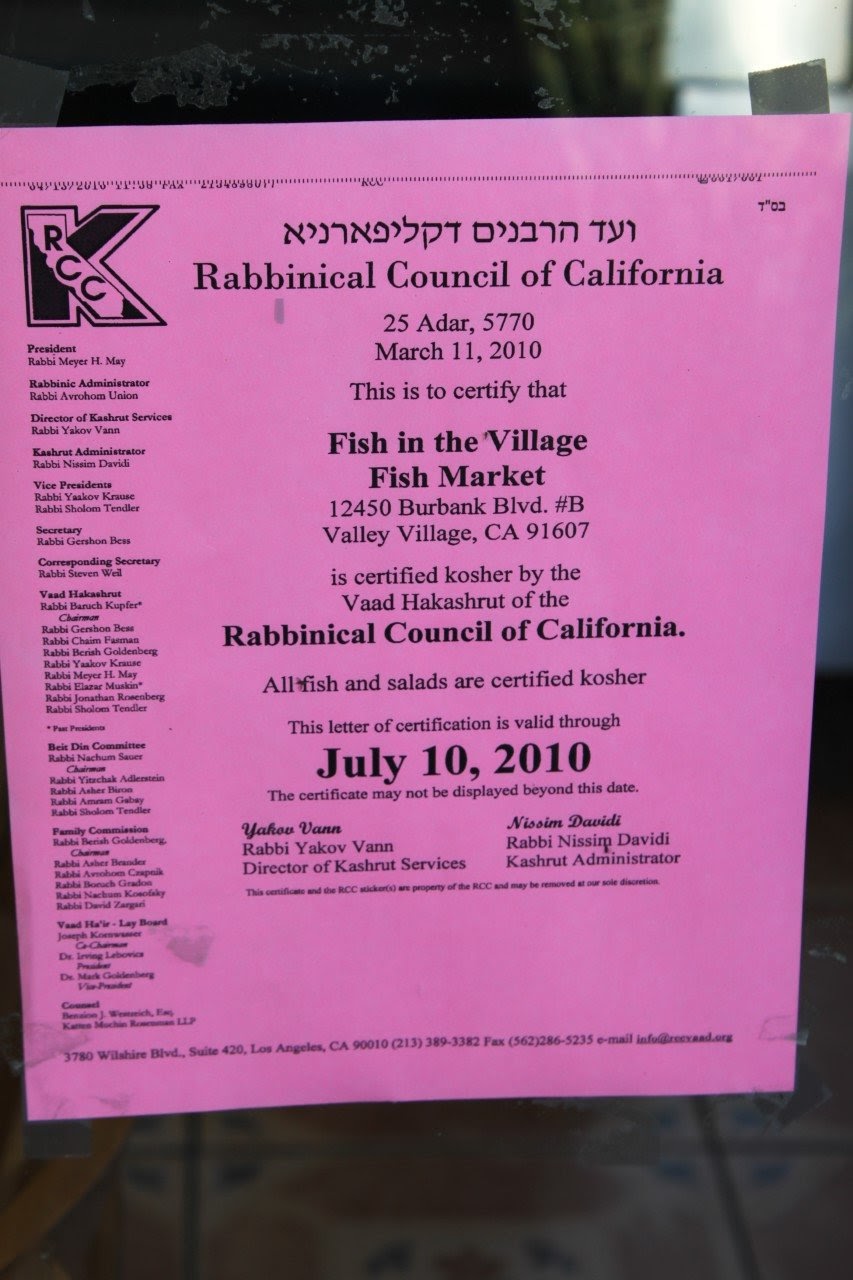 RCC
בס"ד
RCC
K
ועד הרבנים דקליפארניא
Rabbinical Council of California
25 Adar, 5770
March 11, 2010
This is to certify that
Fish in the Village
Fish Market
12450 Burbank Blvd. #B
Valley Village, CA 91607
is certified kosher by the
Vaad Hakashrut of the
Rabbinical Council of California.
All fish and salads are certified kosher
This letter of certification is valid through
July 10, 2010
The certificate may not be displayed beyond this date.
Yakov Vann
Rabbi Yakov Vann
Director of Kashrut Services
Nissim Davidi
Rabbi Nissim Davidi
Kashrut Administrator
This certificate and the RCC sticker(s) are property of the RCC and may be removed at our sole discretion.
President
Rabbi Meyer H. May
Rabbinic Administrator
Rabbi Avrohom Union
Director of Kashrut Services
Rabbi Yakov Vann
Kashrut Administrator
Rabbi Nissim Davidi
Vice Presidents
Rabbi Yaakov Krause
Rabbi Sholom Tendler
Secretary
Rabbi Gershon Bess
Corresponding Secretary
Rabbi Steven Weil
Vaad Hakashrut
Rabbi Baruch Kupfer*
Chairman
Rabbi Gershon Bess
Rabbi Chaim Fasman
Rabbi Berish Goldenberg
Rabbi Yaakov Krause
Rabbi Meyer H. May
Rabbi Elazar Muskin*
Rabbi Jonathan Rosenberg
Rabbi Sholom Tendler
* Past Presidents
Beit Din Committee
Rabbi Nachum Sauer
Chairman
Rabbi Yitzchak Adlerstein
Rabbi Asher Biron
Rabbi Amram Gabay
Rabbi Sholom Tendler
Family Commission
Rabbi Berish Goldenberg,
Chairman
Rabbi Asher Brander
Rabbi Avrohom Czapnik
Rabbi Boruch Gradon
Rabbi Nachum Kosofsky
Rabbi David Zargari
Vaad Ha'ir - Lay Board
Joseph Kornwasser
Co-Chairman
Dr. Irving Lebovics
President
Dr. Mark Goldenberg
Vice-President
Counsel
Benzion J. Westreich, Esq.
Katten Muchin Rosenman LLP
3780 Wilshire Blvd., Suite 420, Los Angeles, CA 90010 (213) 389-3382 Fax (562)286-5235 e-mail info@rccvaad.org